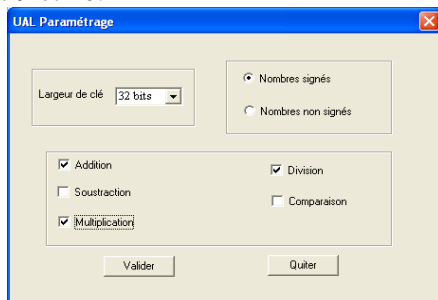 UAL Paramétrage
Largeur de clé 32 bits
Nombres signés
Nombres non signés
Addition
Soustraction
Multiplication
Division
Comparaison
Valider
Quiter